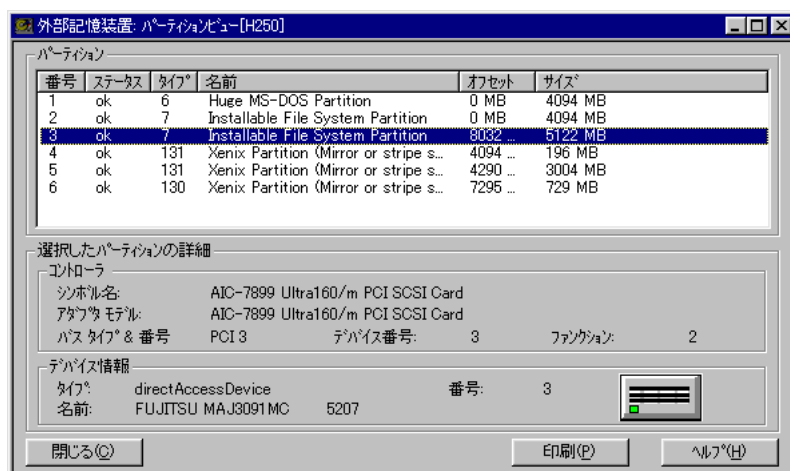 外部記憶装置: パーティションビュー[H250]
パーティション
番号 ステータス タイプ 名前 オフセット サイズ
1 ok 6 Huge MS-DOS Partition 0 MB 4094 MB
2 ok 7 Installable File System Partition 0 MB 4094 MB
3 ok 7 Installable File System Partition 8032 ... 5122 MB
4 ok 131 Xenix Partition (Mirror or stripe s... 4094 ... 196 MB
5 ok 131 Xenix Partition (Mirror or stripe s... 4290 ... 3004 MB
6 ok 130 Xenix Partition (Mirror or stripe s... 7295 ... 729 MB
選択したパーティションの詳細
コントローラ
シンボル名: AIC-7899 Ultra160/m PCI SCSI Card
アダプタ モデル: AIC-7899 Ultra160/m PCI SCSI Card
バス タイプ & 番号 PCI 3 デバイス番号: 3 ファンクション: 2
デバイス情報
タイプ: directAccessDevice 番号: 3
名前: FUJITSU MAJ3091MC 5207
閉じる(C) 印刷(P) ヘルプ(H)